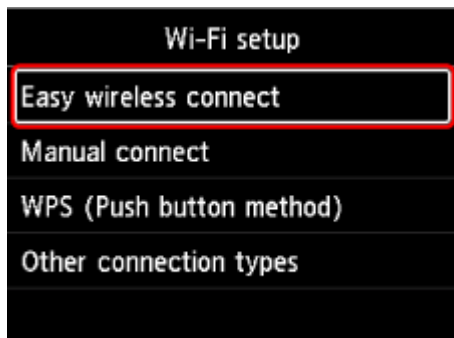 Wi-Fi setup
Easy wireless connect
Manual connect
WPS (Push button method)
Other connection types